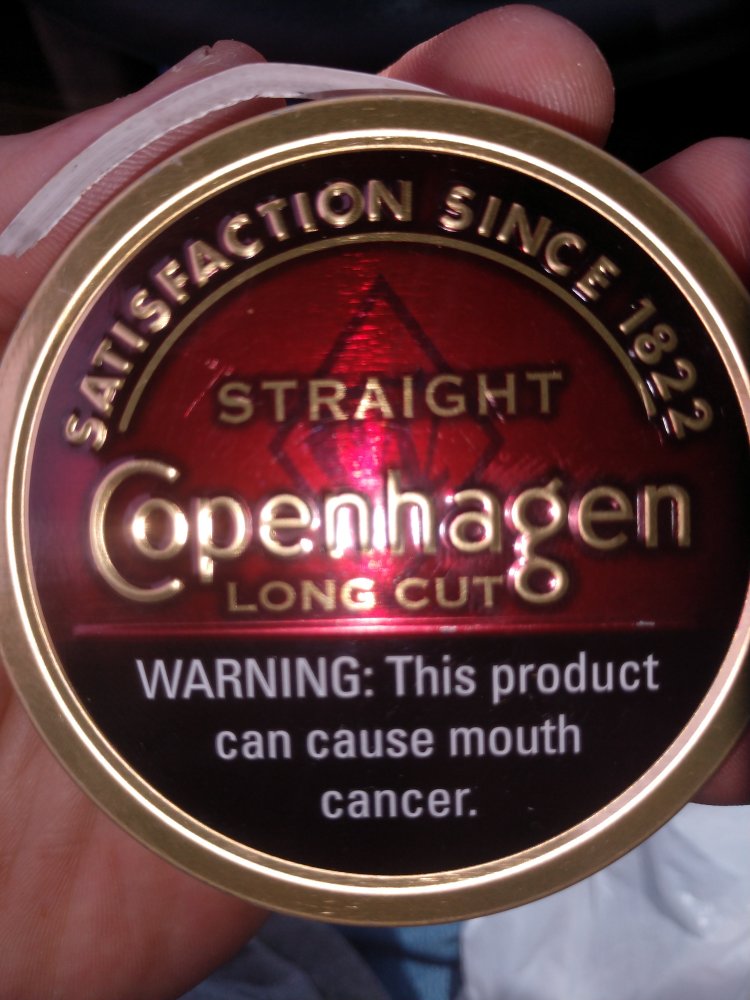 SATISFACTION SINCE 1822
STRAIGHT
Copenhagen
LONG CUT
WARNING: This product
can cause mouth
cancer.